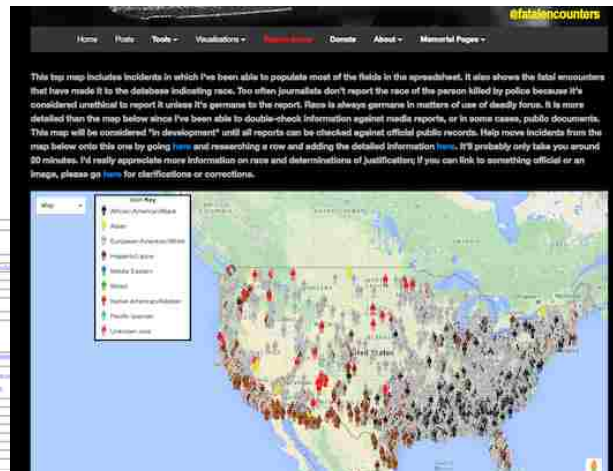 @fatalencounters
Home Posts Tools Visualizations Donate About Memorial Pages
This top map includes incidents in which I've been able to populate most of the fields in the spreadsheet. It also shows the fatal encounters
that have made it to the database indicating race. Too often journalists don't report the race of the person killed by police because it's
considered unethical to report it unless it's germane to the report. Race is always germane in matters of use of deadly force. It is more
detailed than the map below since I've been able to double-check information against media reports, or in some cases, public documents.
This map will be considered "in development" until all reports can be checked against official public records. Help move incidents from the
map below onto this one by going here and researching a row and adding the detailed information here. It'll probably only take you around
20 minutes. I'd really appreciate more information on race and determinations of justification; if you can link to something official or an
image, please go here for clarifications or corrections.
Map
Icon Key
African-American/Black
Asian
European-American/White
Hispanic/Latino
Middle Eastern
Mixed
Native American/Alaskan
Pacific Islander
Unknown race
United States